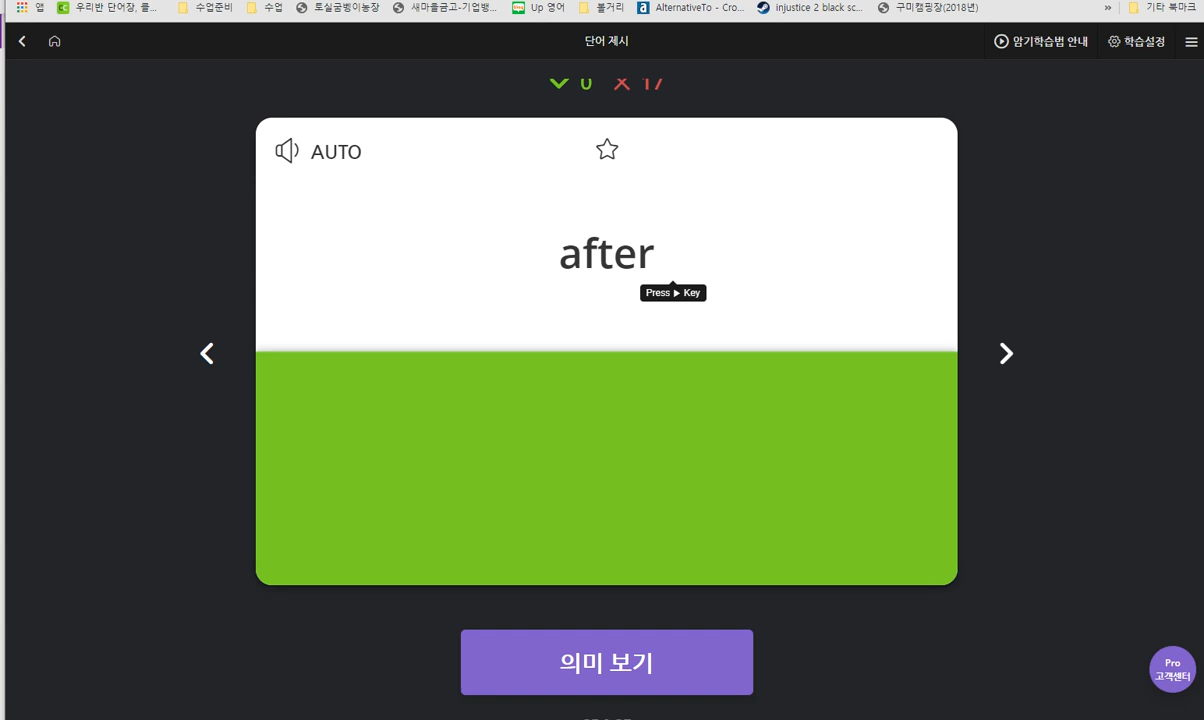 앱 우리반 단어장, 클... 수업준비 수업 토실굼벵이농장 새마을금고-기업뱅... Up 영어 볼거리 AlternativeTo - Cro... injustice 2 black sc... 구미캠핑장(2018년) » 기타 북마크
단어 제시 암기학습법 안내 학습설정
0 17
AUTO
after
Press ▶ Key
의미 보기
Pro
고객센터